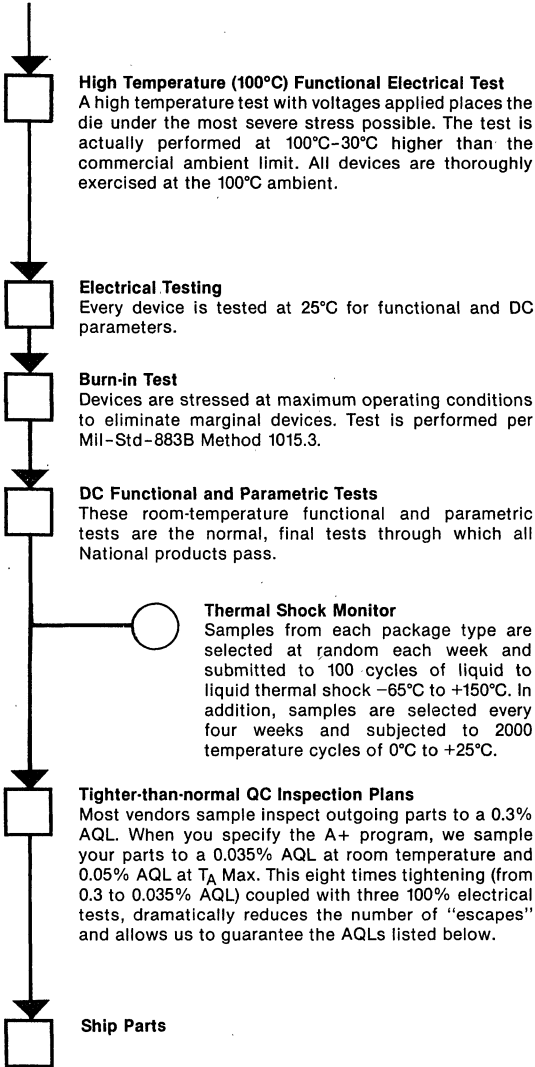 High Temperature (100°C) Functional Electrical Test
A high temperature test with voltages applied places the
die under the most severe stress possible. The test is
actually performed at 100°C–30°C higher than the
commercial ambient limit. All devices are thoroughly
exercised at the 100°C ambient.
Electrical Testing
Every device is tested at 25°C for functional and DC
parameters.
Burn-in Test
Devices are stressed at maximum operating conditions
to eliminate marginal devices. Test is performed per
Mil-Std-883B Method 1015.3.
DC Functional and Parametric Tests
These room-temperature functional and parametric
tests are the normal, final tests through which all
National products pass.
Thermal Shock Monitor
Samples from each package type are
selected at random each week and
submitted to 100 cycles of liquid to
liquid thermal shock −65°C to +150°C. In
addition, samples are selected every
four weeks and subjected to 2000
temperature cycles of 0°C to +25°C.
Tighter-than-normal QC Inspection Plans
Most vendors sample inspect outgoing parts to a 0.3%
AQL. When you specify the A+ program, we sample
your parts to a 0.035% AQL at room temperature and
0.05% AQL at TA Max. This eight times tightening (from
0.3 to 0.035% AQL) coupled with three 100% electrical
tests, dramatically reduces the number of "escapes"
and allows us to guarantee the AQLs listed below.
Ship Parts